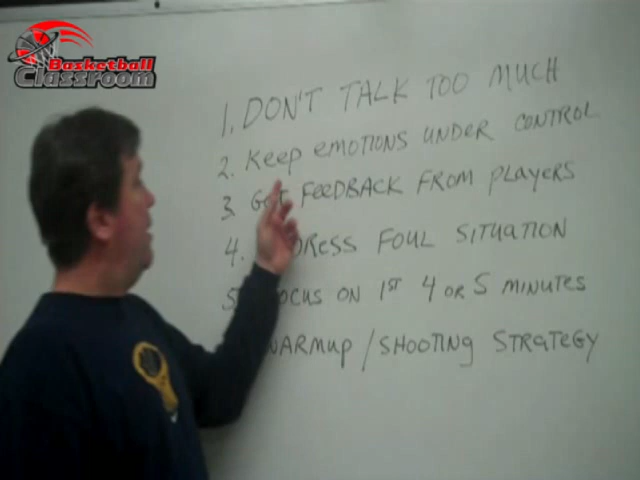 Basketball
Classroom
1. DON'T TALK TOO MUCH
2. Keep emotions under control
3. FEEDBACK FROM PLAYERS
4. FOUL SITUATION
5. ON 1ST 4 OR 5 MINUTES
WARMUP / SHOOTING STRATEGY